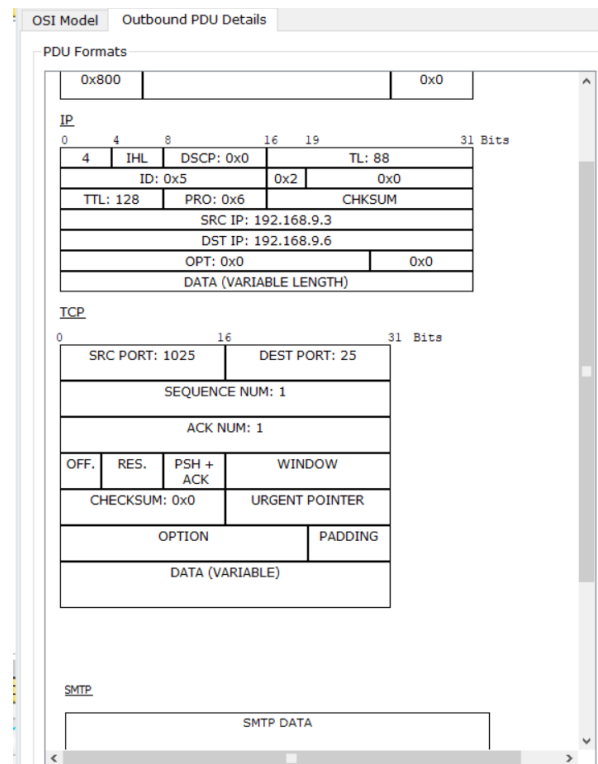 OSI Model Outbound PDU Details
PDU Formats
0x800 0x0
IP
0 4 8 16 19 31 Bits
4 IHL DSCP: 0x0 TL: 88
ID: 0x5 0x2 0x0
TTL: 128 PRO: 0x6 CHKSUM
SRC IP: 192.168.9.3
DST IP: 192.168.9.6
OPT: 0x0 0x0
DATA (VARIABLE LENGTH)
TCP
0 16 31 Bits
SRC PORT: 1025 DEST PORT: 25
SEQUENCE NUM: 1
ACK NUM: 1
OFF. RES. PSH + WINDOW
ACK
CHECKSUM: 0x0 URGENT POINTER
OPTION PADDING
DATA (VARIABLE)
SMTP
SMTP DATA